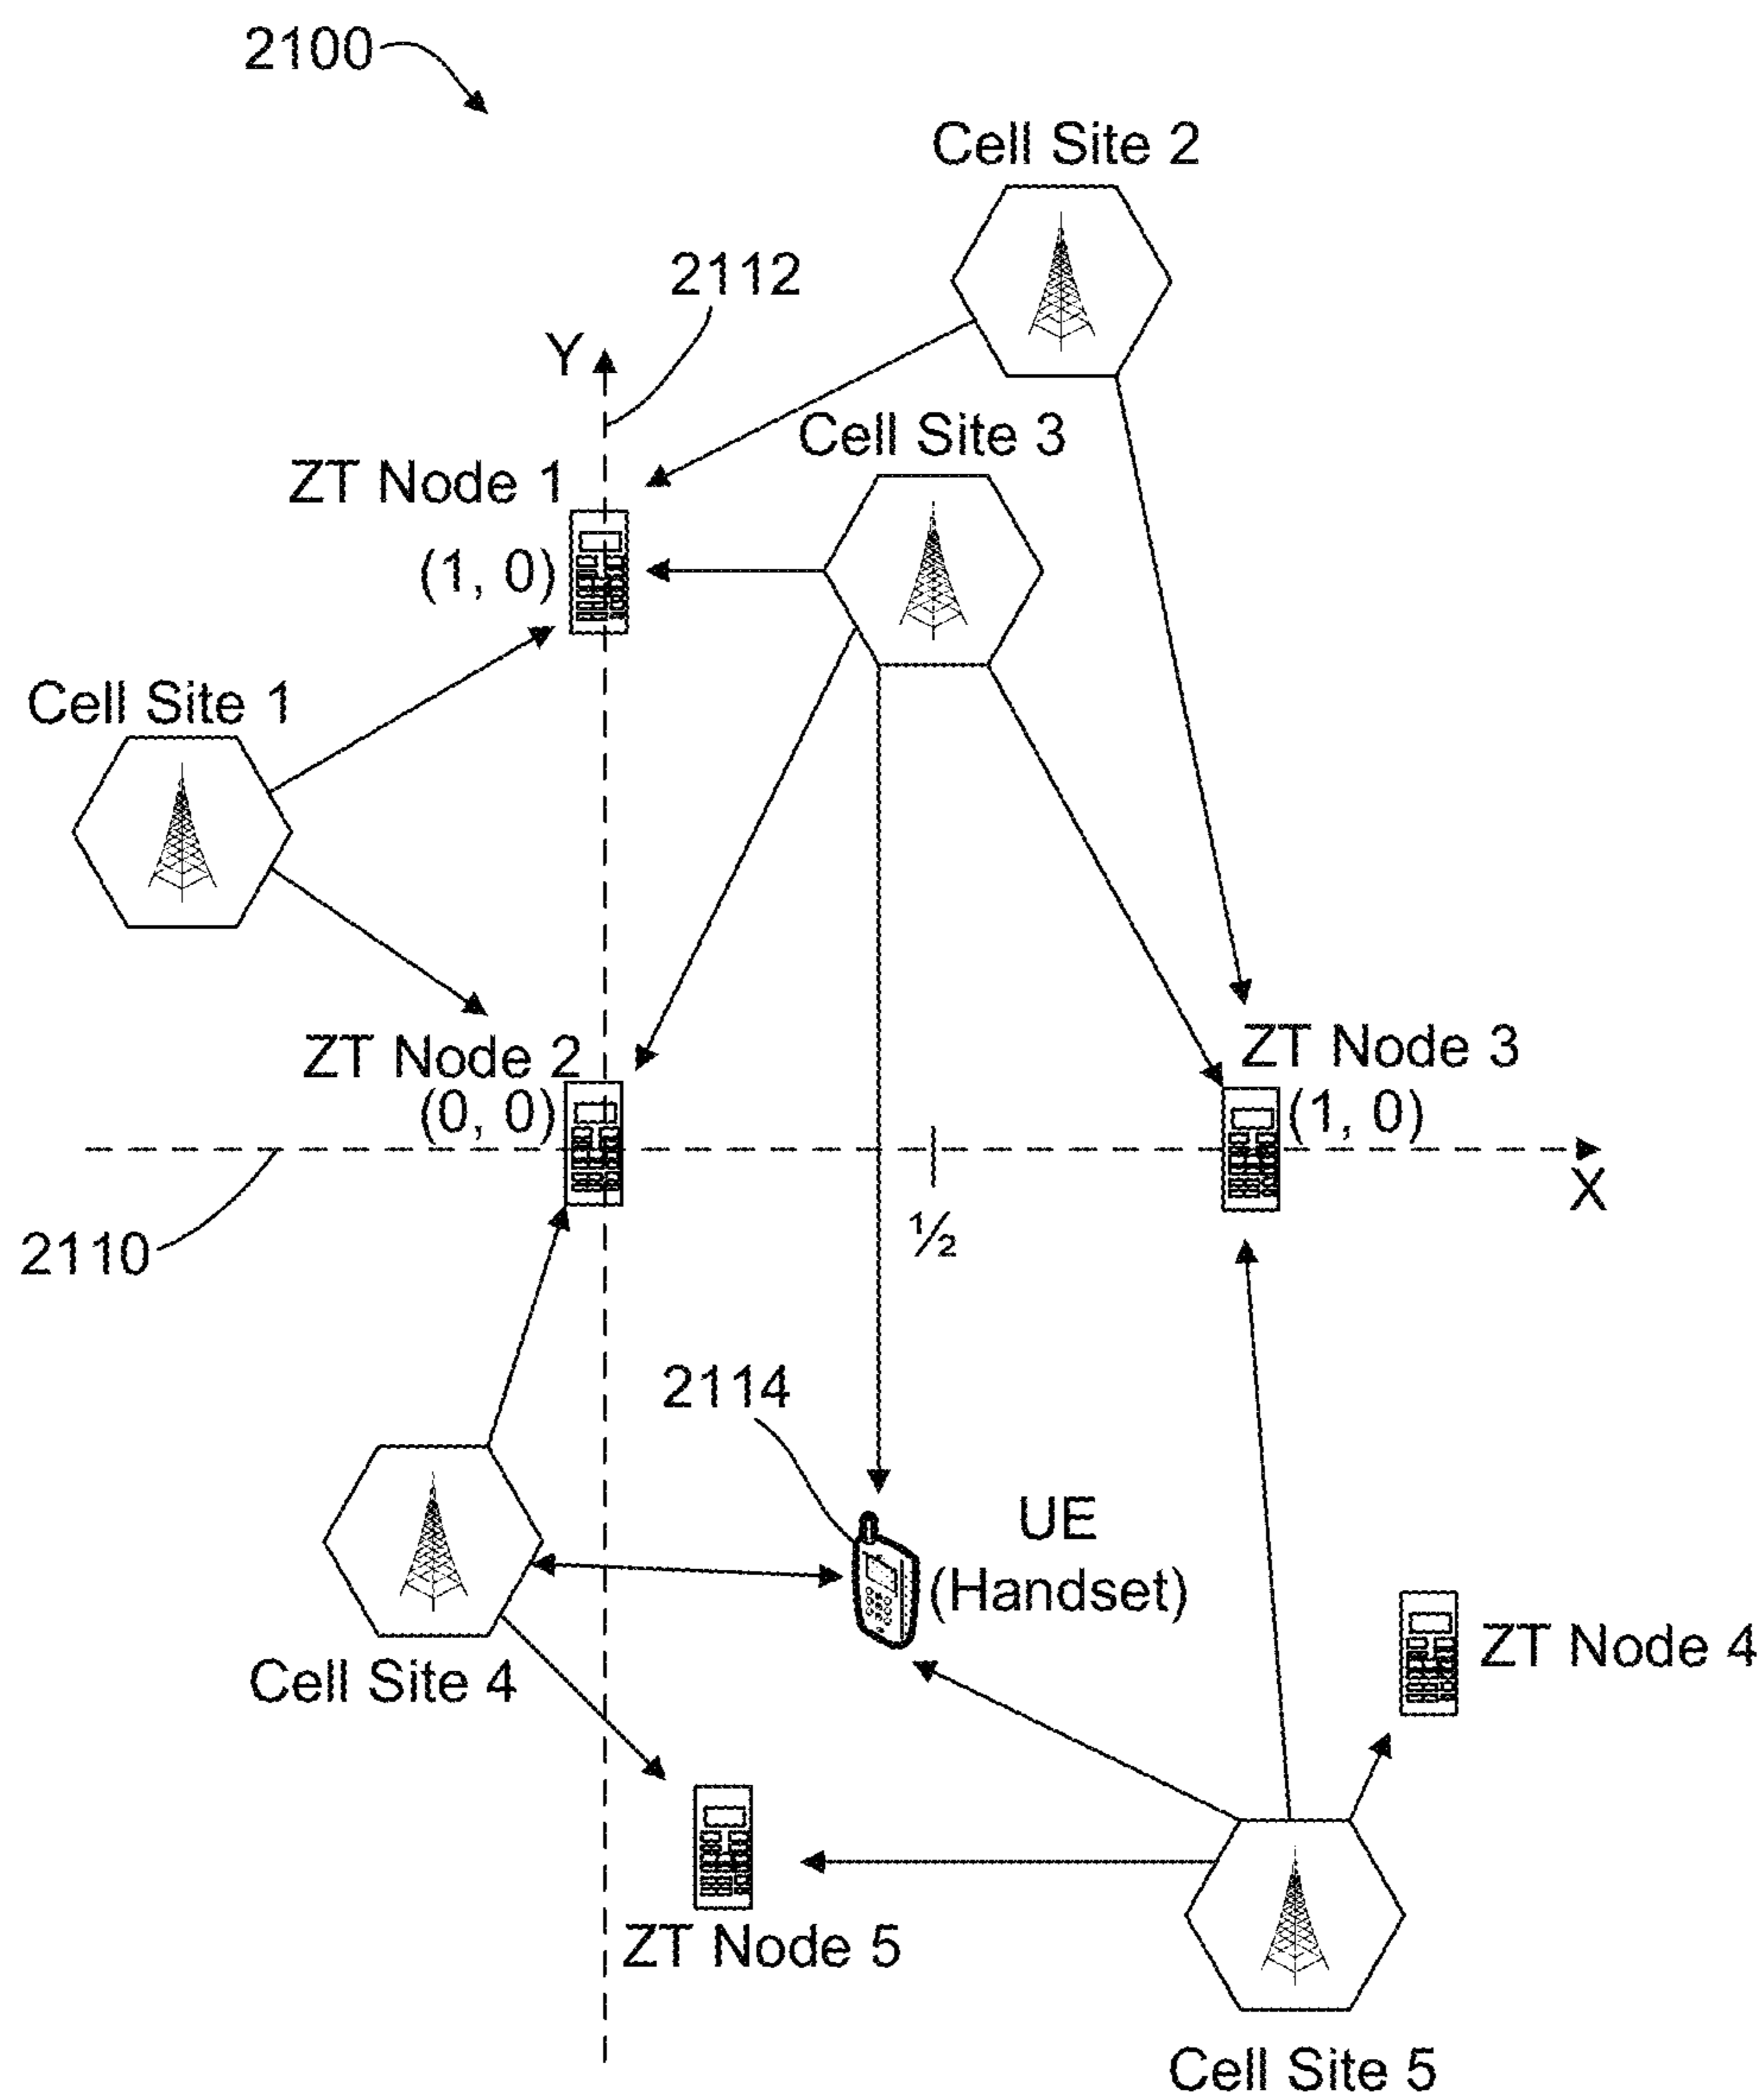 2100
Cell Site 2
2112
Y
Cell Site 3
ZT Node 1
(1, 0)
Cell Site 1
ZT Node 2
(0, 0)
ZT Node 3
(1, 0)
X
2110
½
2114
UE
(Handset)
ZT Node 4
Cell Site 4
ZT Node 5
Cell Site 5